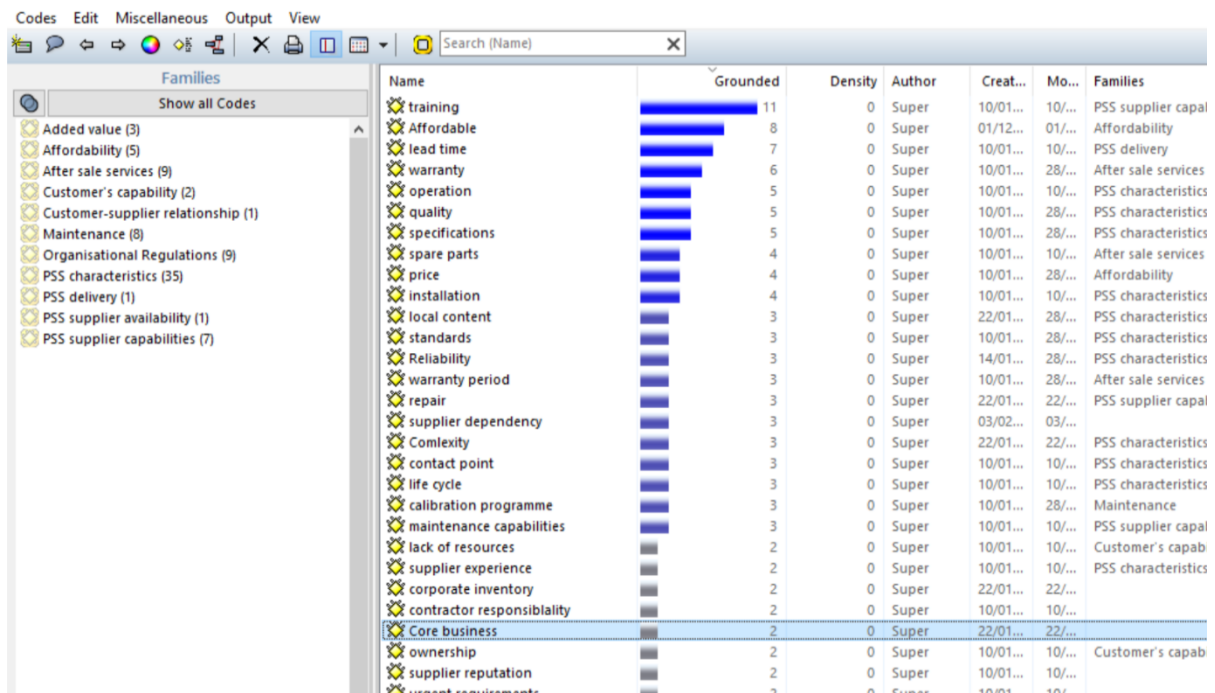 Codes Edit Miscellaneous Output View
Search (Name)
Families
Show all Codes
Added value (3)
Affordability (5)
After sale services (9)
Customer's capability (2)
Customer-supplier relationship (1)
Maintenance (8)
Organisational Regulations (9)
PSS characteristics (35)
PSS delivery (1)
PSS supplier availability (1)
PSS supplier capabilities (7)
Name Grounded Density Author Creat... Mo... Families
training 11 0 Super 10/01... 10/... PSS supplier capal
Affordable 8 0 Super 01/12... 01/... Affordability
lead time 7 0 Super 10/01... 10/... PSS delivery
warranty 6 0 Super 10/01... 28/... After sale services
operation 5 0 Super 10/01... 10/... PSS characteristics
quality 5 0 Super 10/01... 28/... PSS characteristics
specifications 5 0 Super 10/01... 28/... PSS characteristics
spare parts 4 0 Super 10/01... 10/... After sale services
price 4 0 Super 10/01... 28/... Affordability
installation 4 0 Super 10/01... 10/... PSS characteristics
local content 3 0 Super 22/01... 28/... PSS characteristics
standards 3 0 Super 10/01... 28/... PSS characteristics
Reliability 3 0 Super 14/01... 28/... PSS characteristics
warranty period 3 0 Super 10/01... 28/... After sale services
repair 3 0 Super 22/01... 22/... PSS supplier capal
supplier dependency 3 0 Super 03/02... 03/...
Comlexity 3 0 Super 22/01... 22/... PSS characteristics
contact point 3 0 Super 10/01... 10/... PSS characteristics
life cycle 3 0 Super 10/01... 10/... PSS characteristics
calibration programme 3 0 Super 10/01... 28/... Maintenance
maintenance capabilities 3 0 Super 10/01... 10/... PSS supplier capal
lack of resources 2 0 Super 10/01... 10/... Customer's capabi
supplier experience 2 0 Super 10/01... 10/... PSS characteristics
corporate inventory 2 0 Super 22/01... 22/...
contractor responsiblality 2 0 Super 10/01... 10/...
Core business 2 0 Super 22/01... 22/...
ownership 2 0 Super 10/01... 10/... Customer's capabi
supplier reputation 2 0 Super 10/01... 10/...